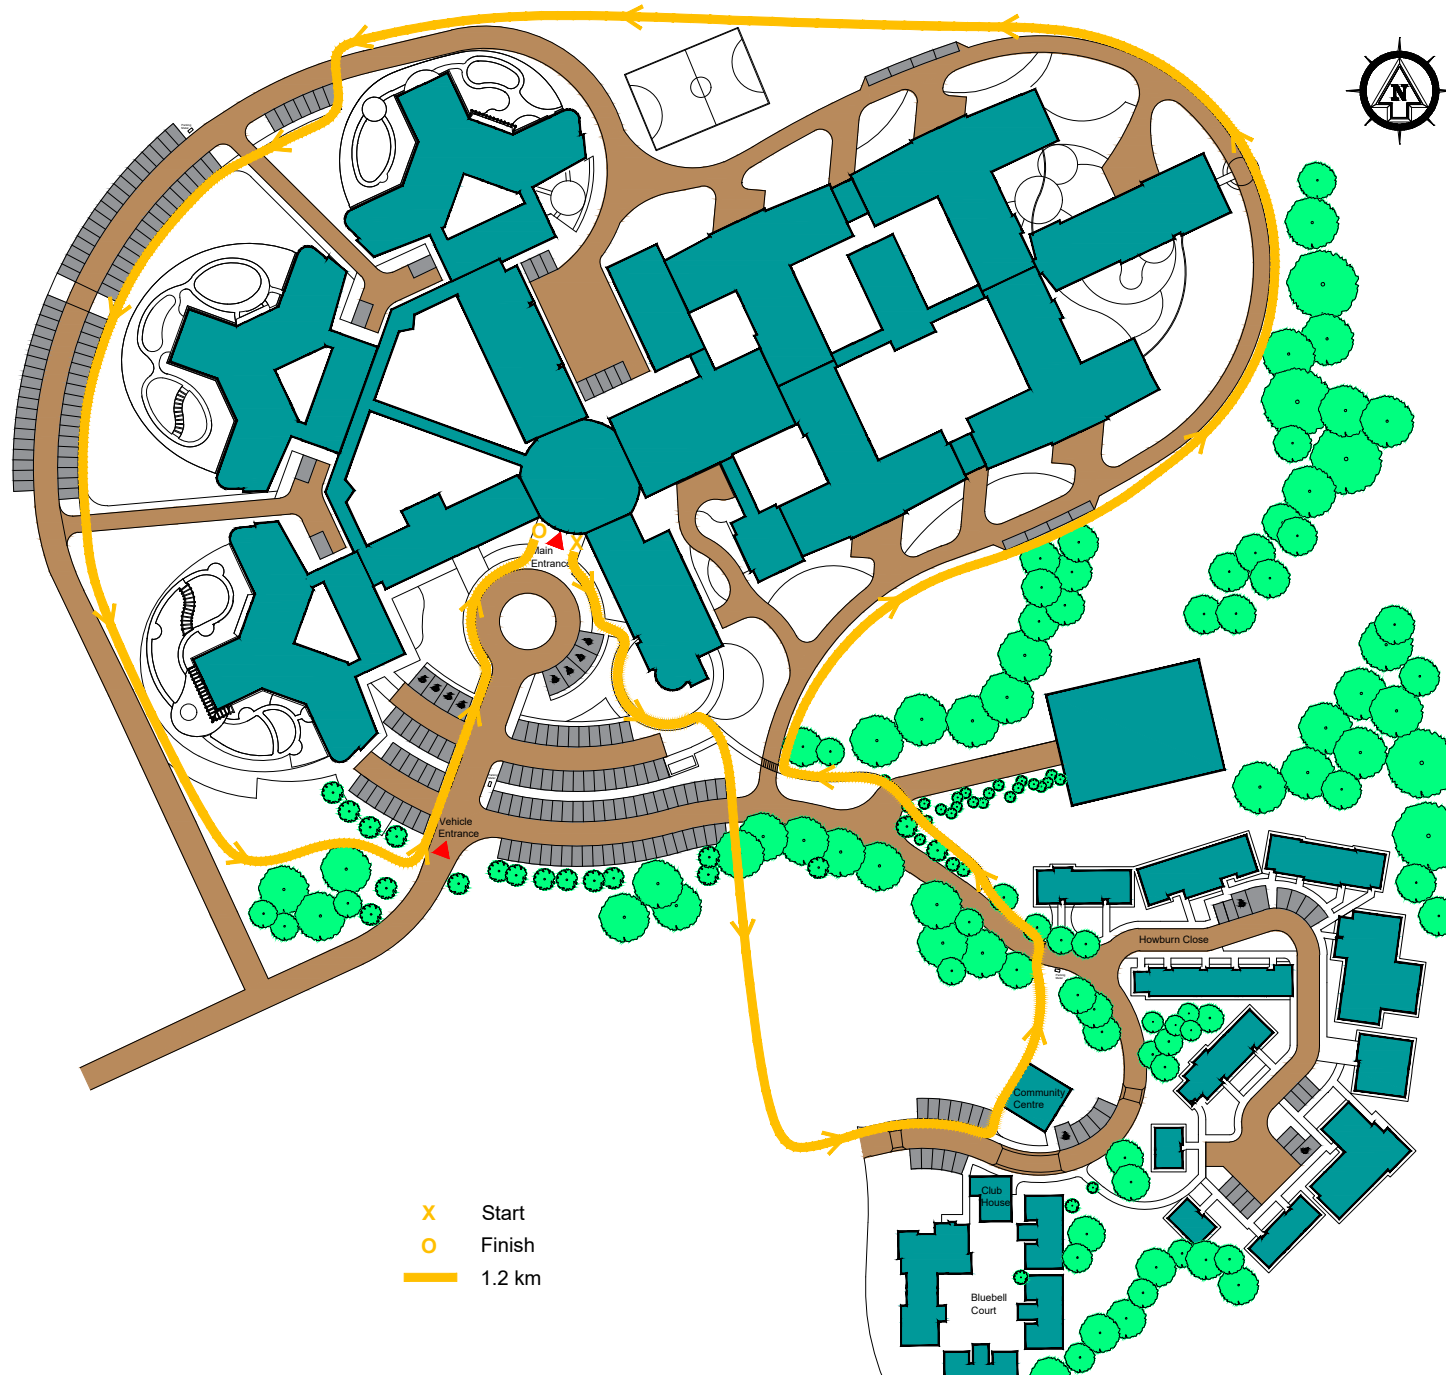 N
O
X
Main
Entrance
Vehicle
Entrance
Howburn Close
Community
Centre
Club
House
Bluebell
Court
X Start
O Finish
1.2 km